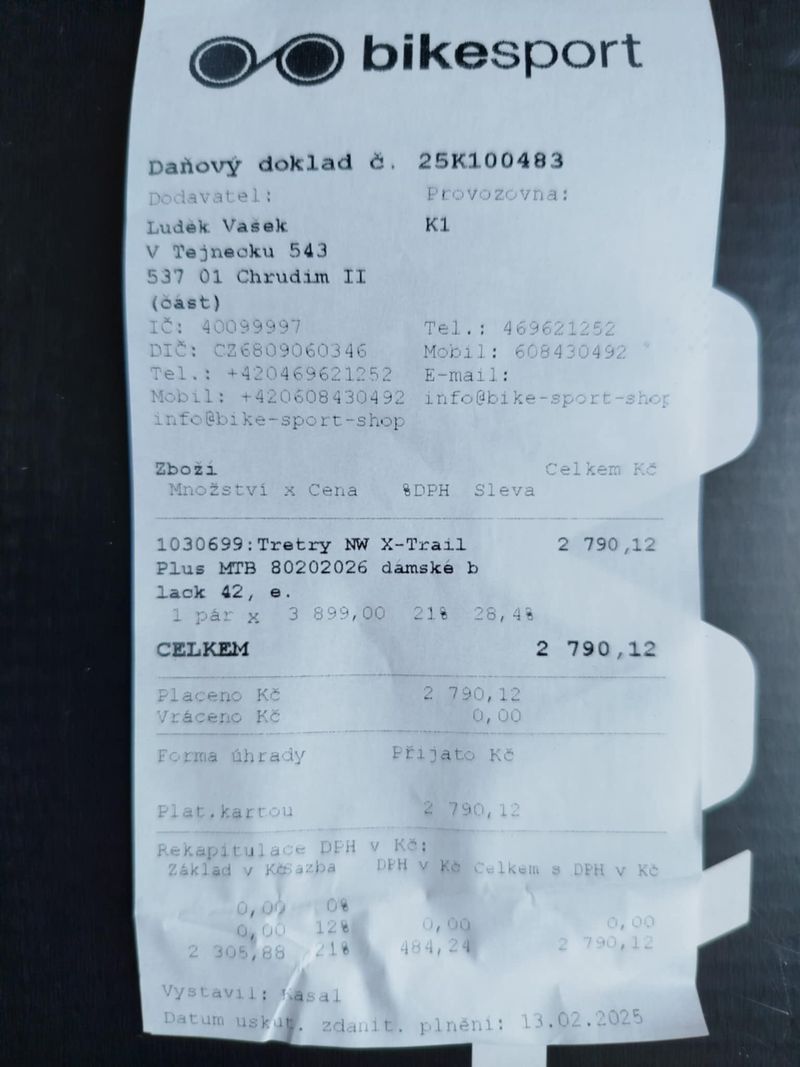 bikesport
Daňový doklad č. 25K100483
Dodavatel: Provozovna:
Luděk Vašek K1
V Tejnecku 543
537 01 Chrudim II
(část)
IČ: 40099997 Tel.: 469621252
DIČ: CZ6809060346 Mobil: 608430492
Tel.: +420469621252 E-mail:
Mobil: +420608430492 info@bike-sport-shop
info@bike-sport-shop
Zboží Celkem Kč
Množství x Cena %DPH Sleva
1030699:Tretry NW X-Trail 2 790,12
Plus MTB 80202026 dámské b
lack 42, e.
1 pár x 3 899,00 21% 28,4%
CELKEM 2 790,12
Placeno Kč 2 790,12
Vráceno Kč 0,00
Forma úhrady Přijato Kč
Plat.kartou 2 790,12
Rekapitulace DPH v Kč:
Základ v KčSazba DPH v Kč Celkem s DPH v Kč
0,00 0%
0,00 12% 0,00 0,00
2 305,88 21% 484,24 2 790,12
Vystavil: Kasal
Datum uskut. zdanit. plnění: 13.02.2025